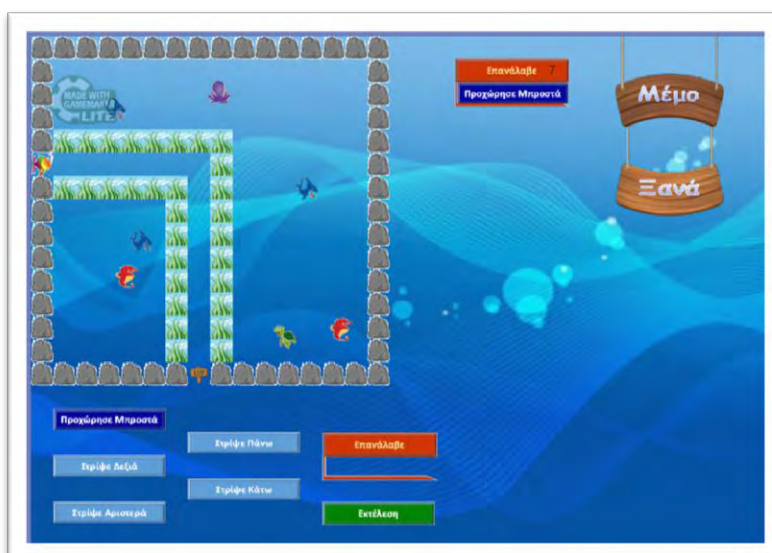 Επανάλαβε 7
Προχώρησε Μπροστά
Μέμο
Ξανά
MADE WITH
GAMEMAKER
LITE
Προχώρησε Μπροστά
Στρίψε Πάνω
Επανάλαβε
Στρίψε Δεξιά
Στρίψε Κάτω
Στρίψε Αριστερά
Εκτέλεση